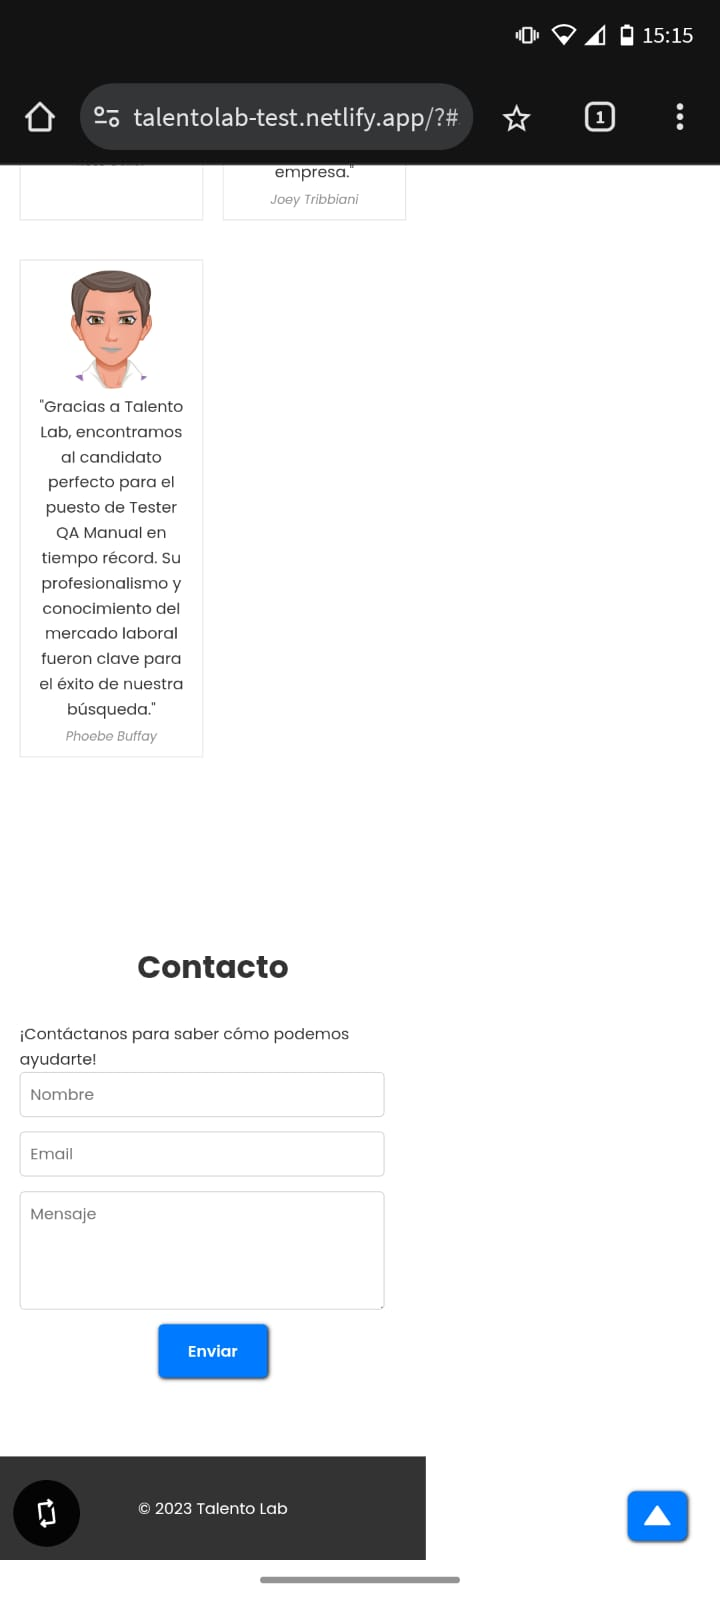 15:15
talentolab-test.netlify.app/?#
1
empresa."
Joey Tribbiani
"Gracias a Talento
Lab, encontramos
al candidato
perfecto para el
puesto de Tester
QA Manual en
tiempo récord. Su
profesionalismo y
conocimiento del
mercado laboral
fueron clave para
el éxito de nuestra
búsqueda."
Phoebe Buffay
Contacto
¡Contáctanos para saber cómo podemos
ayudarte!
Nombre
Email
Mensaje
Enviar
© 2023 Talento Lab